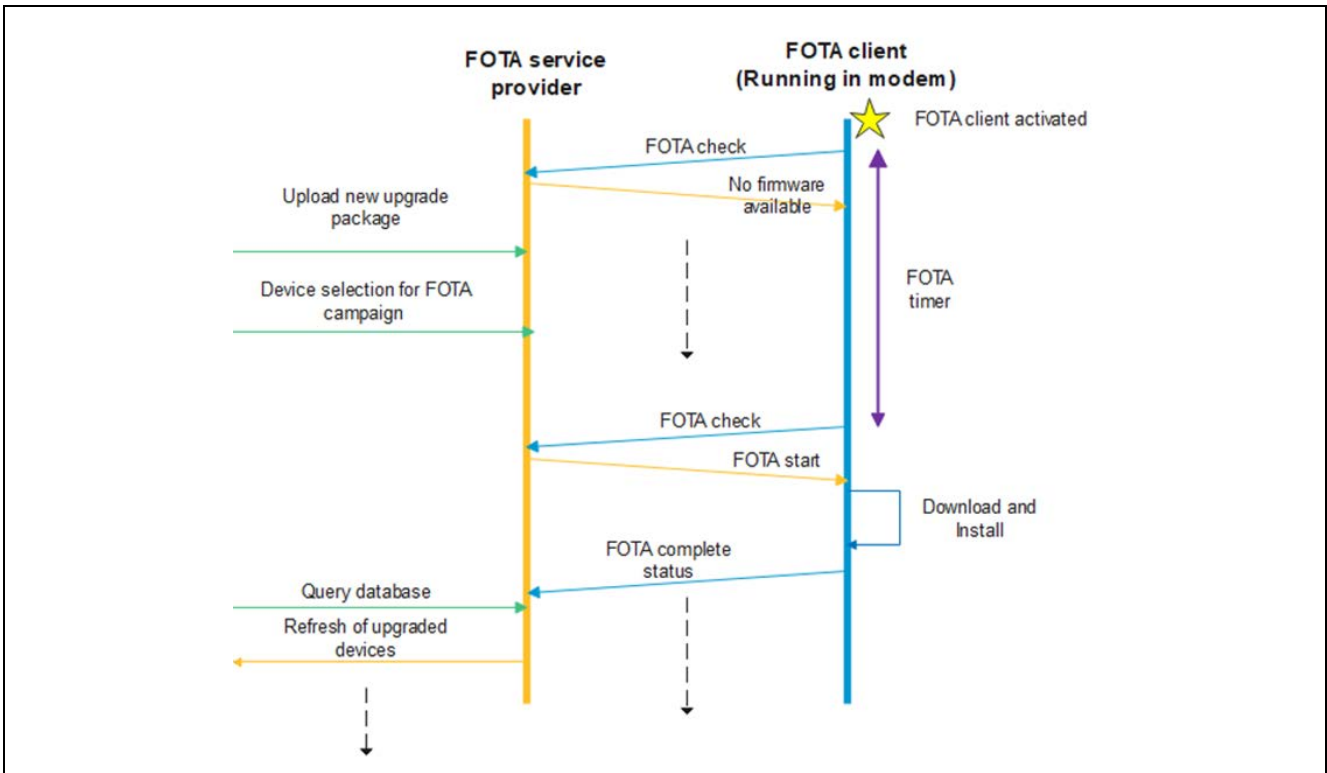 FOTA service
provider
FOTA client
(Running in modem)
FOTA client activated
FOTA check
No firmware
available
Upload new upgrade
package
Device selection for FOTA
campaign
FOTA
timer
FOTA check
FOTA start
Download and
Install
FOTA complete
status
Query database
Refresh of upgraded
devices